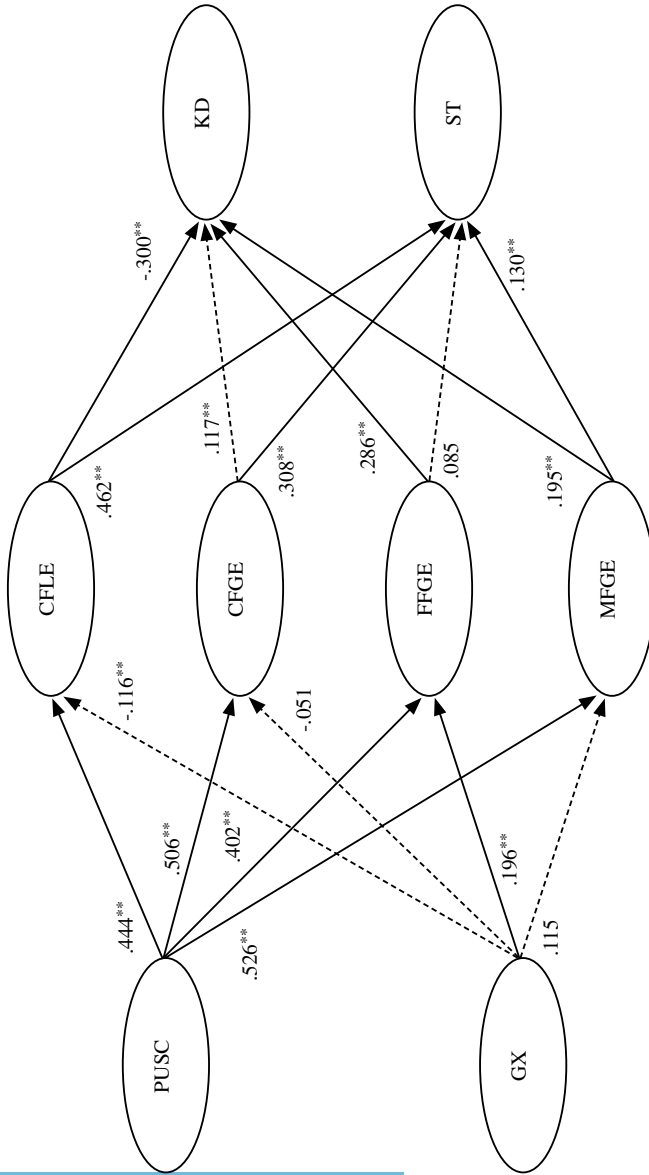 KD
ST
-.300**
.130**
.462**
.117**
.308**
.286**
.085
.195**
CFLE
CFGE
FFGE
MFGE
-.116**
-.051
.444**
.506**
.402**
.526**
.196**
.115
PUSC
GX